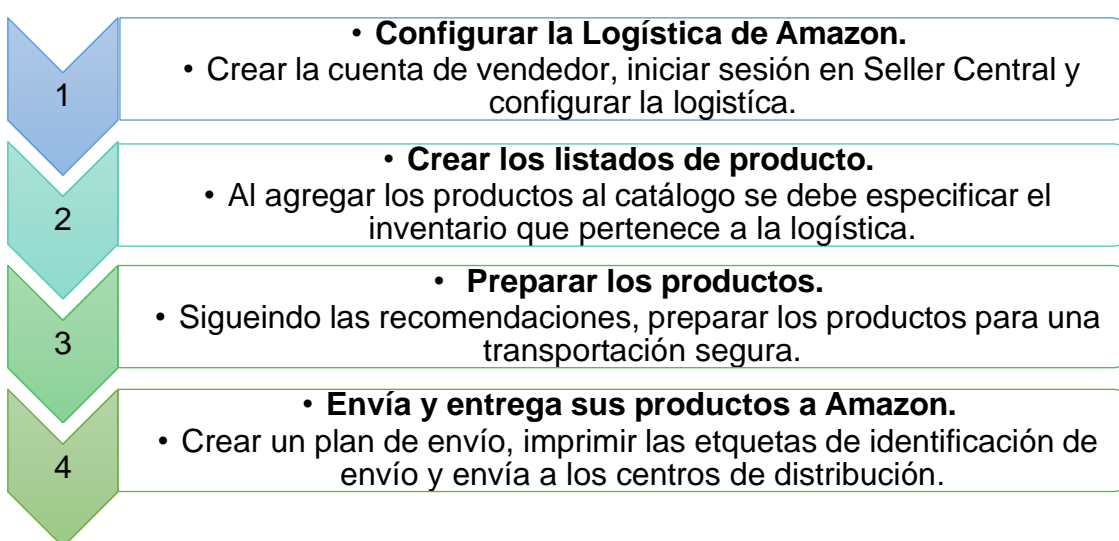 1
• Configurar la Logística de Amazon.
• Crear la cuenta de vendedor, iniciar sesión en Seller Central y
configurar la logistíca.
2
• Crear los listados de producto.
• Al agregar los productos al catálogo se debe especificar el
inventario que pertenece a la logística.
3
• Preparar los productos.
• Sigueindo las recomendaciones, preparar los productos para una
transportación segura.
4
• Envía y entrega sus productos a Amazon.
• Crear un plan de envío, imprimir las etquetas de identificación de
envío y envía a los centros de distribución.